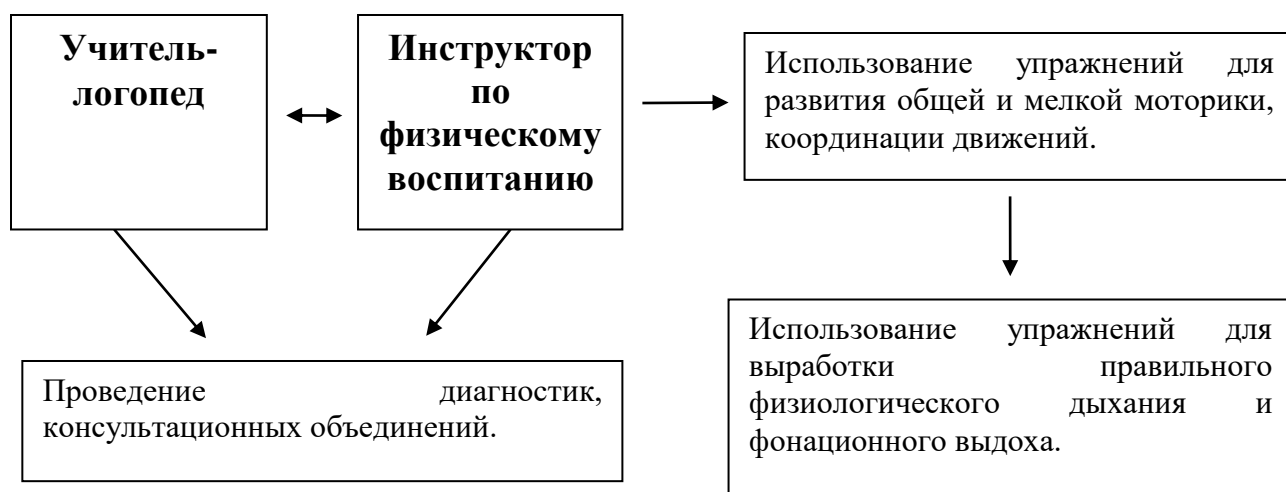 Учитель-
логопед
Инструктор
по
физическому
воспитанию
Использование упражнений для
развития общей и мелкой моторики,
координации движений.
Проведение диагностик,
консультационных объединений.
Использование упражнений для
выработки правильного
физиологического дыхания и
фонационного выдоха.